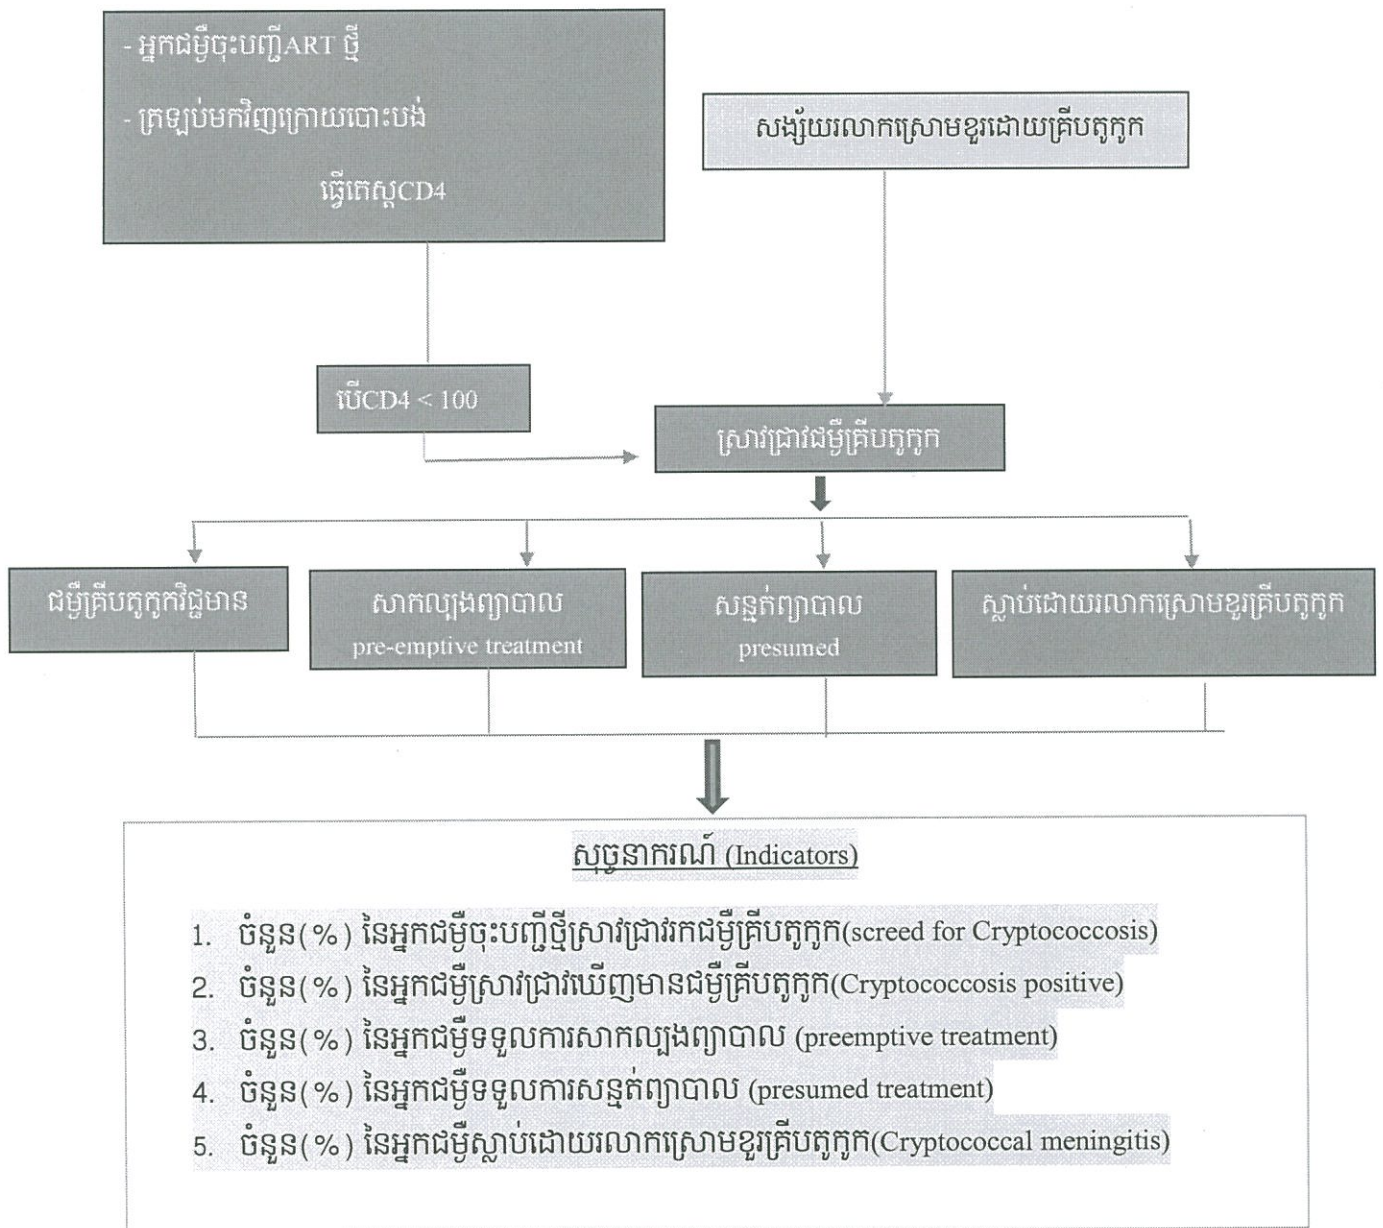 - អ្នកជម្ងឺចុះបញ្ជីART ថ្មី
- ត្រឡប់មកវិញក្រោយបោះបង់
ធ្វើតេស្តCD4
សង្ស័យរលាកស្រោមខួរដោយគ្រីបតូកូក
បើCD4 < 100
ស្រាវជ្រាវជម្ងឺគ្រីបតូកូក
ជម្ងឺគ្រីបតូកូកវិជ្ជមាន
សាកល្បងព្យាបាល
pre-emptive treatment
សន្មត់ព្យាបាល
presumed
ស្លាប់ដោយរលាកស្រោមខួរគ្រីបតូកូក
សុច្ចនាករណ៍ (Indicators)
1. ចំនួន(%) នៃអ្នកជម្ងឺចុះបញ្ជីថ្មីស្រាវជ្រាវរកជម្ងឺគ្រីបតូកូក(screed for Cryptococcosis)
2. ចំនួន(%) នៃអ្នកជម្ងឺស្រាវជ្រាវឃើញមានជម្ងឺគ្រីបតូកូក(Cryptococcosis positive)
3. ចំនួន(%) នៃអ្នកជម្ងឺទទួលការសាកល្បងព្យាបាល (preemptive treatment)
4. ចំនួន(%) នៃអ្នកជម្ងឺទទួលការសន្មត់ព្យាបាល (presumed treatment)
5. ចំនួន(%) នៃអ្នកជម្ងឺស្លាប់ដោយរលាកស្រោមខួរគ្រីបតូកូក(Cryptococcal meningitis)